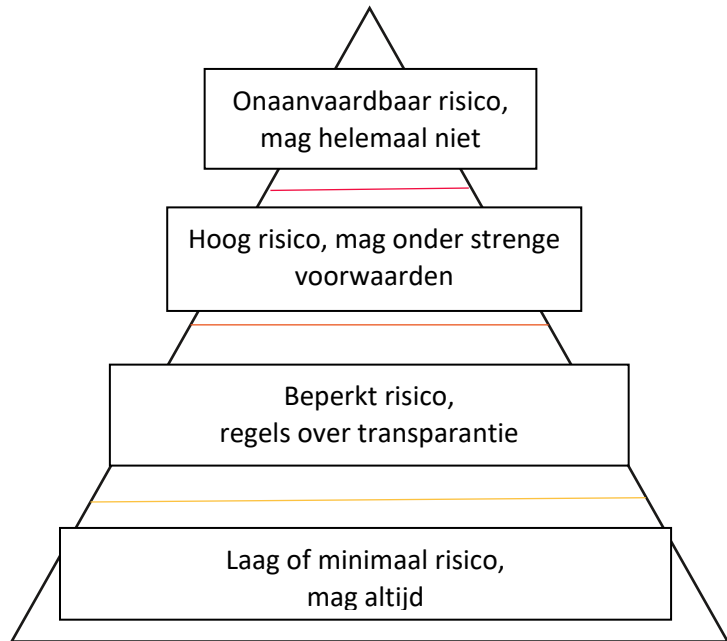 Onaanvaardbaar risico,
mag helemaal niet
Hoog risico, mag onder strenge
voorwaarden
Beperkt risico,
regels over transparantie
Laag of minimaal risico,
mag altijd